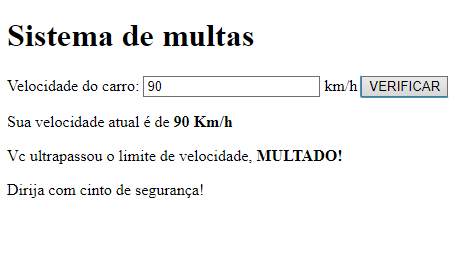 Sistema de multas
Velocidade do carro: 90 km/h VERIFICAR
Sua velocidade atual é de 90 Km/h
Vc ultrapassou o limite de velocidade, MULTADO!
Dirija com cinto de segurança!